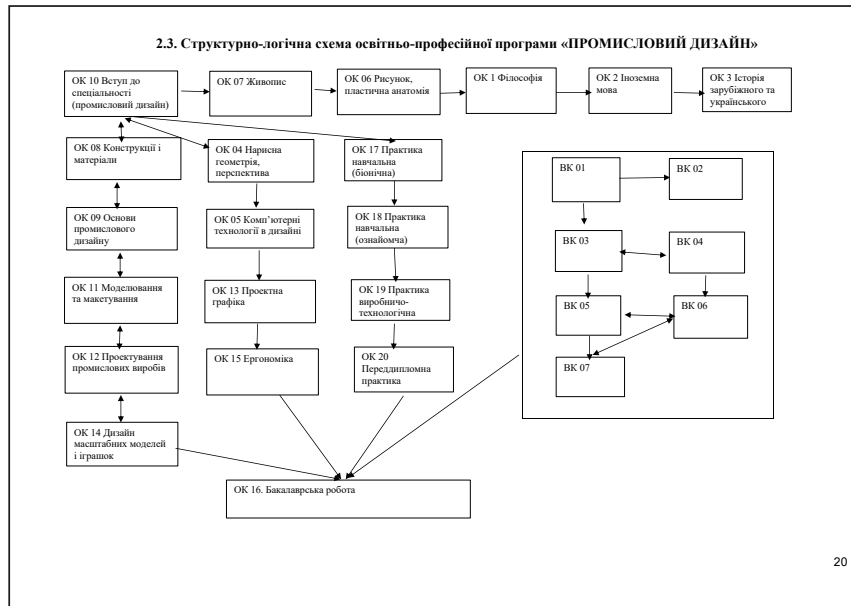 2.3. Структурно-логічна схема освітньо-професійної програми «ПРОМИСЛОВИЙ ДИЗАЙН»
ОК 10 Вступ до
спеціальності
(промисловий дизайн)
ОК 07 Живопис
ОК 06 Рисунок,
пластична анатомія
ОК 1 Філософія
ОК 2 Іноземна
мова
ОК 3 Історія
зарубіжного та
українського
ОК 08 Конструкції і
матеріали
ОК 04 Нарисна
геометрія,
перспектива
ОК 17 Практика
навчальна
(біонічна)
ВК 01
ВК 02
ОК 09 Основи
промислового
дизайну
ОК 05 Комп’ютерні
технології в дизайні
ОК 18 Практика
навчальна
(ознайомча)
ВК 03
ВК 04
ОК 11 Моделювання
та макетування
ОК 13 Проектна
графіка
ОК 19 Практика
виробничо-
технологічна
ВК 05
ВК 06
ОК 12 Проектування
промислових виробів
ОК 15 Ергономіка
ОК 20
Переддипломна
практика
ВК 07
ОК 14 Дизайн
масштабних моделей
і іграшок
ОК 16. Бакалаврська робота
20